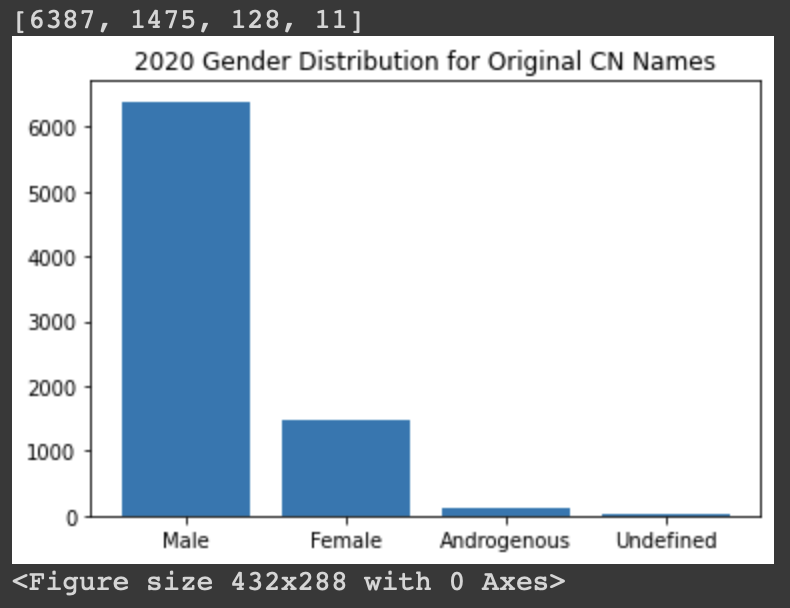 [6387, 1475, 128, 11]
2020 Gender Distribution for Original CN Names
6000
5000
4000
3000
2000
1000
0
Male Female Androgenous Undefined
<Figure size 432x288 with 0 Axes>